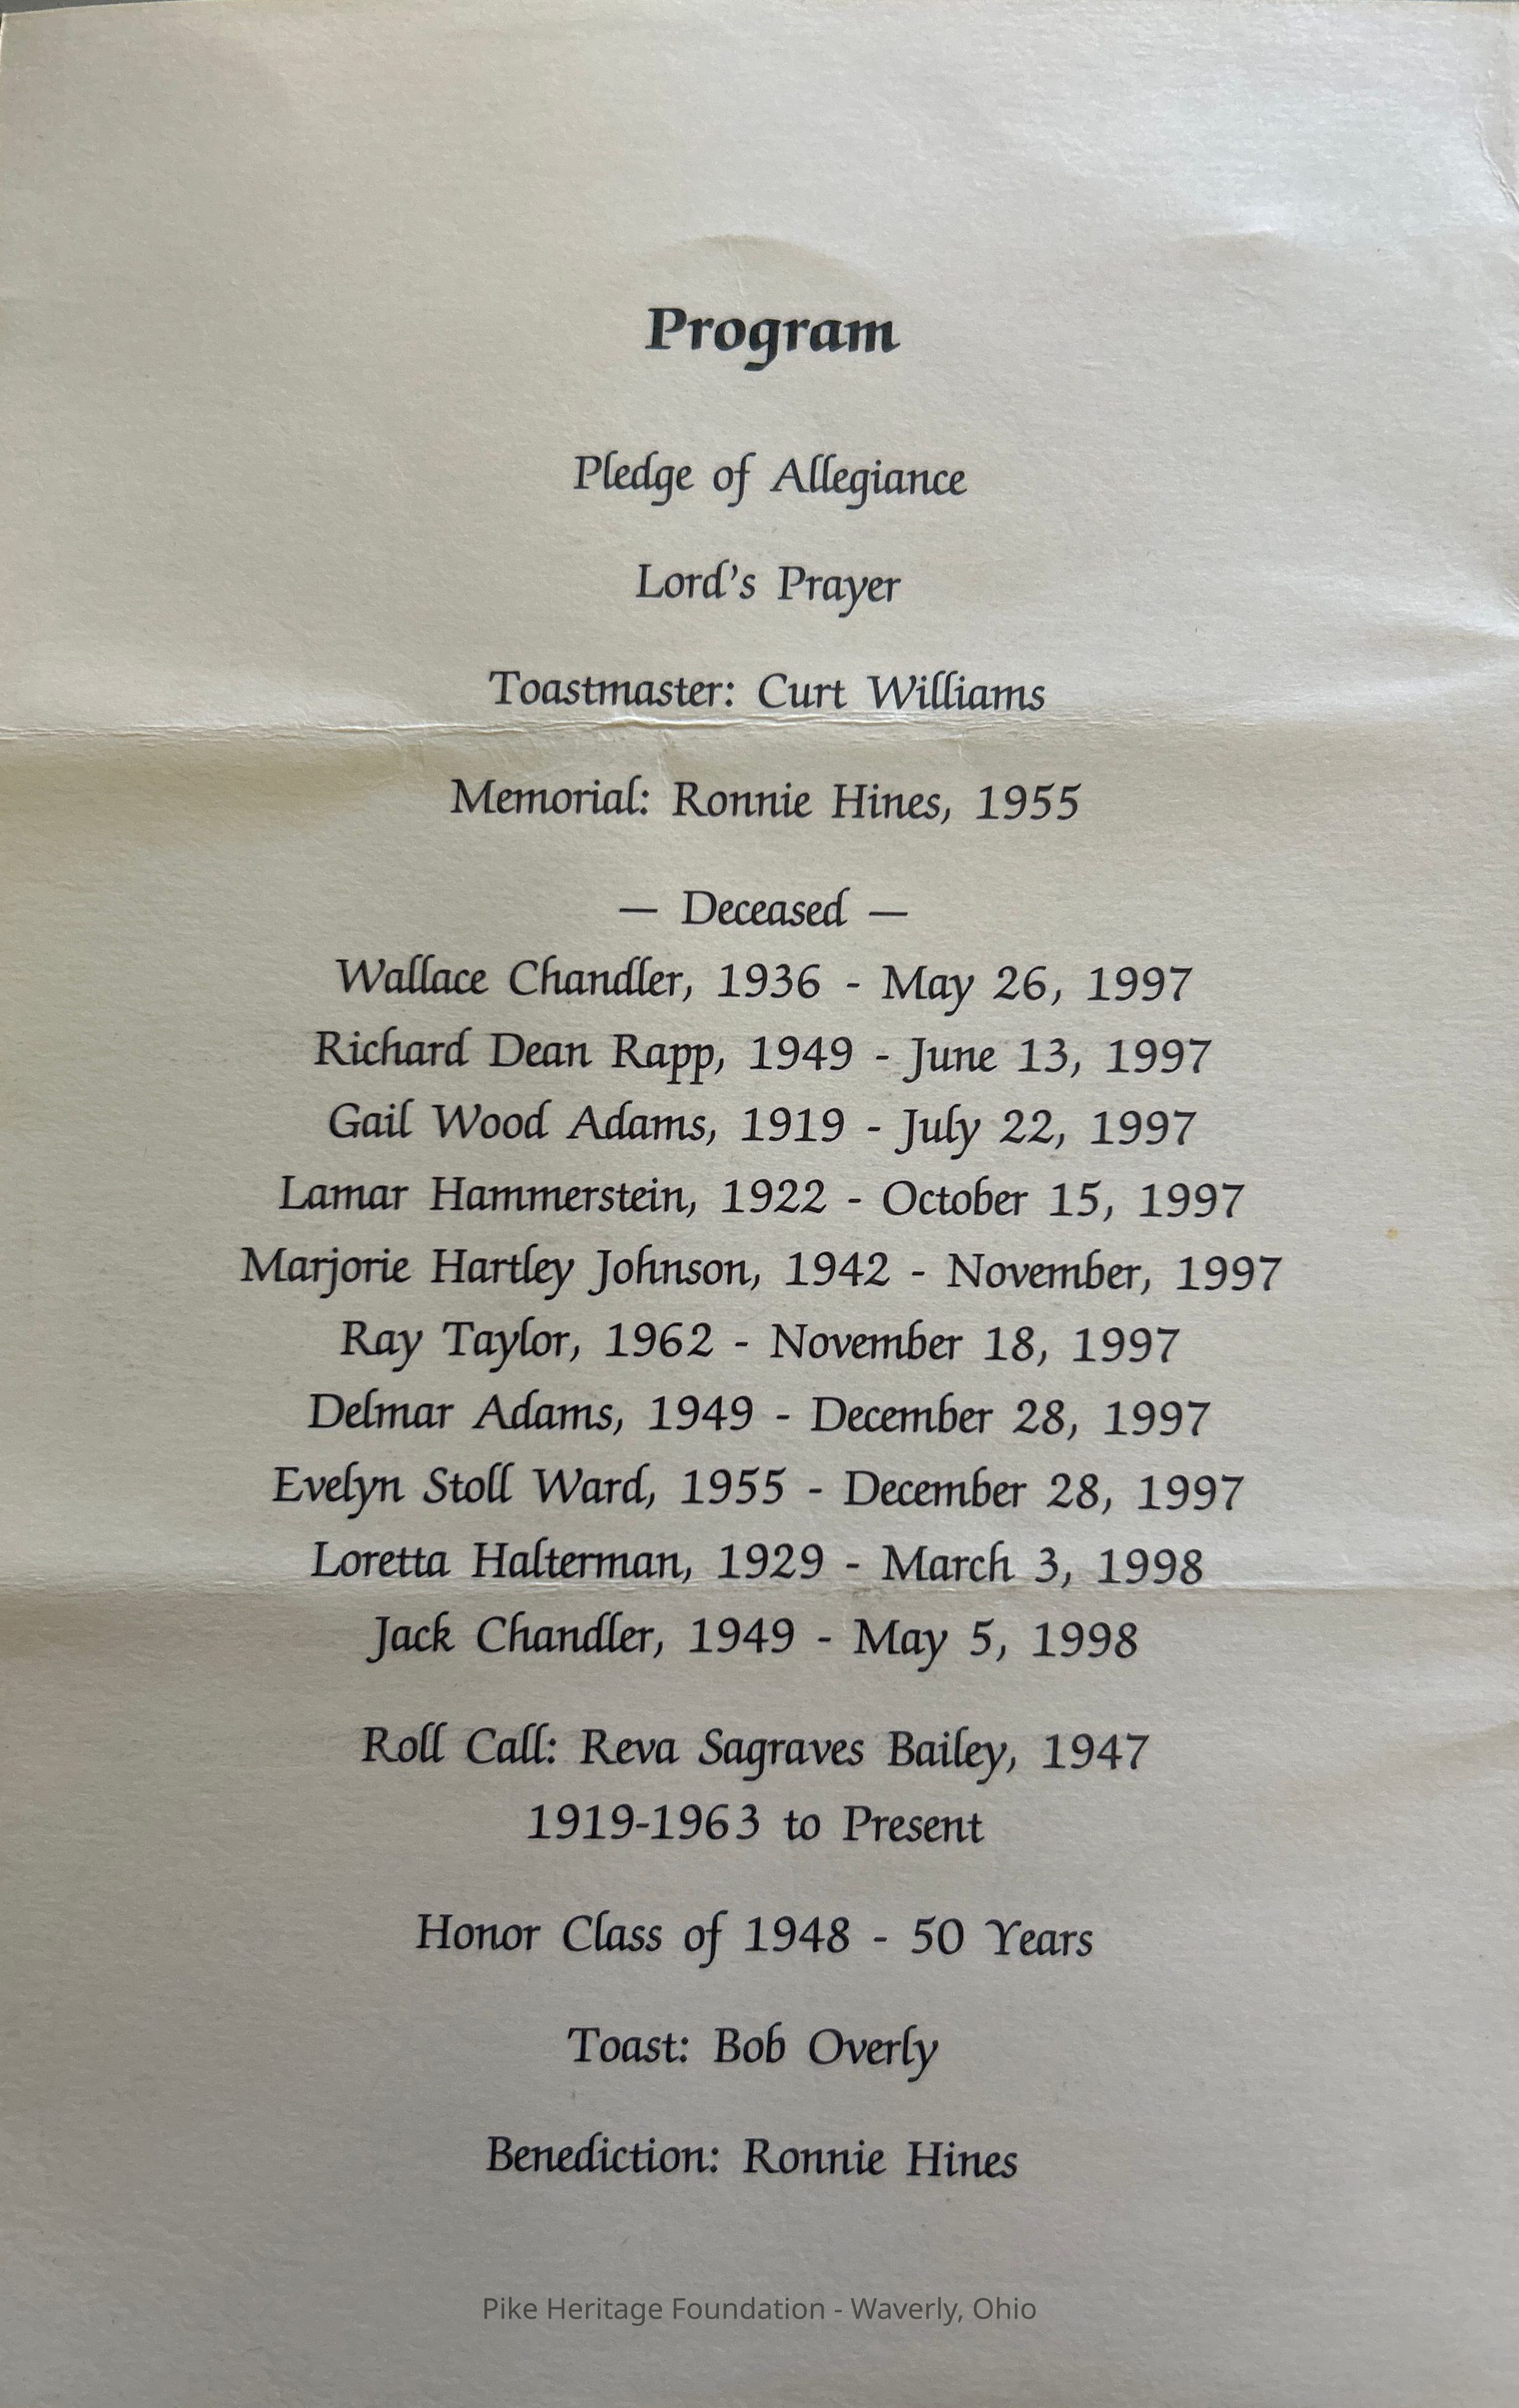 Program
Pledge of Allegiance
Lord's Prayer
Toastmaster: Curt Williams
Memorial: Ronnie Hines, 1955
— Deceased —
Wallace Chandler, 1936 - May 26, 1997
Richard Dean Rapp, 1949 - June 13, 1997
Gail Wood Adams, 1919 - July 22, 1997
Lamar Hammerstein, 1922 - October 15, 1997
Marjorie Hartley Johnson, 1942 - November, 1997
Ray Taylor, 1962 - November 18, 1997
Delmar Adams, 1949 - December 28, 1997
Evelyn Stoll Ward, 1955 - December 28, 1997
Loretta Halterman, 1929 - March 3, 1998
Jack Chandler, 1949 - May 5, 1998
Roll Call: Reva Sagraves Bailey, 1947
1919-1963 to Present
Honor Class of 1948 - 50 Years
Toast: Bob Overly
Benediction: Ronnie Hines
Pike Heritage Foundation - Waverly, Ohio